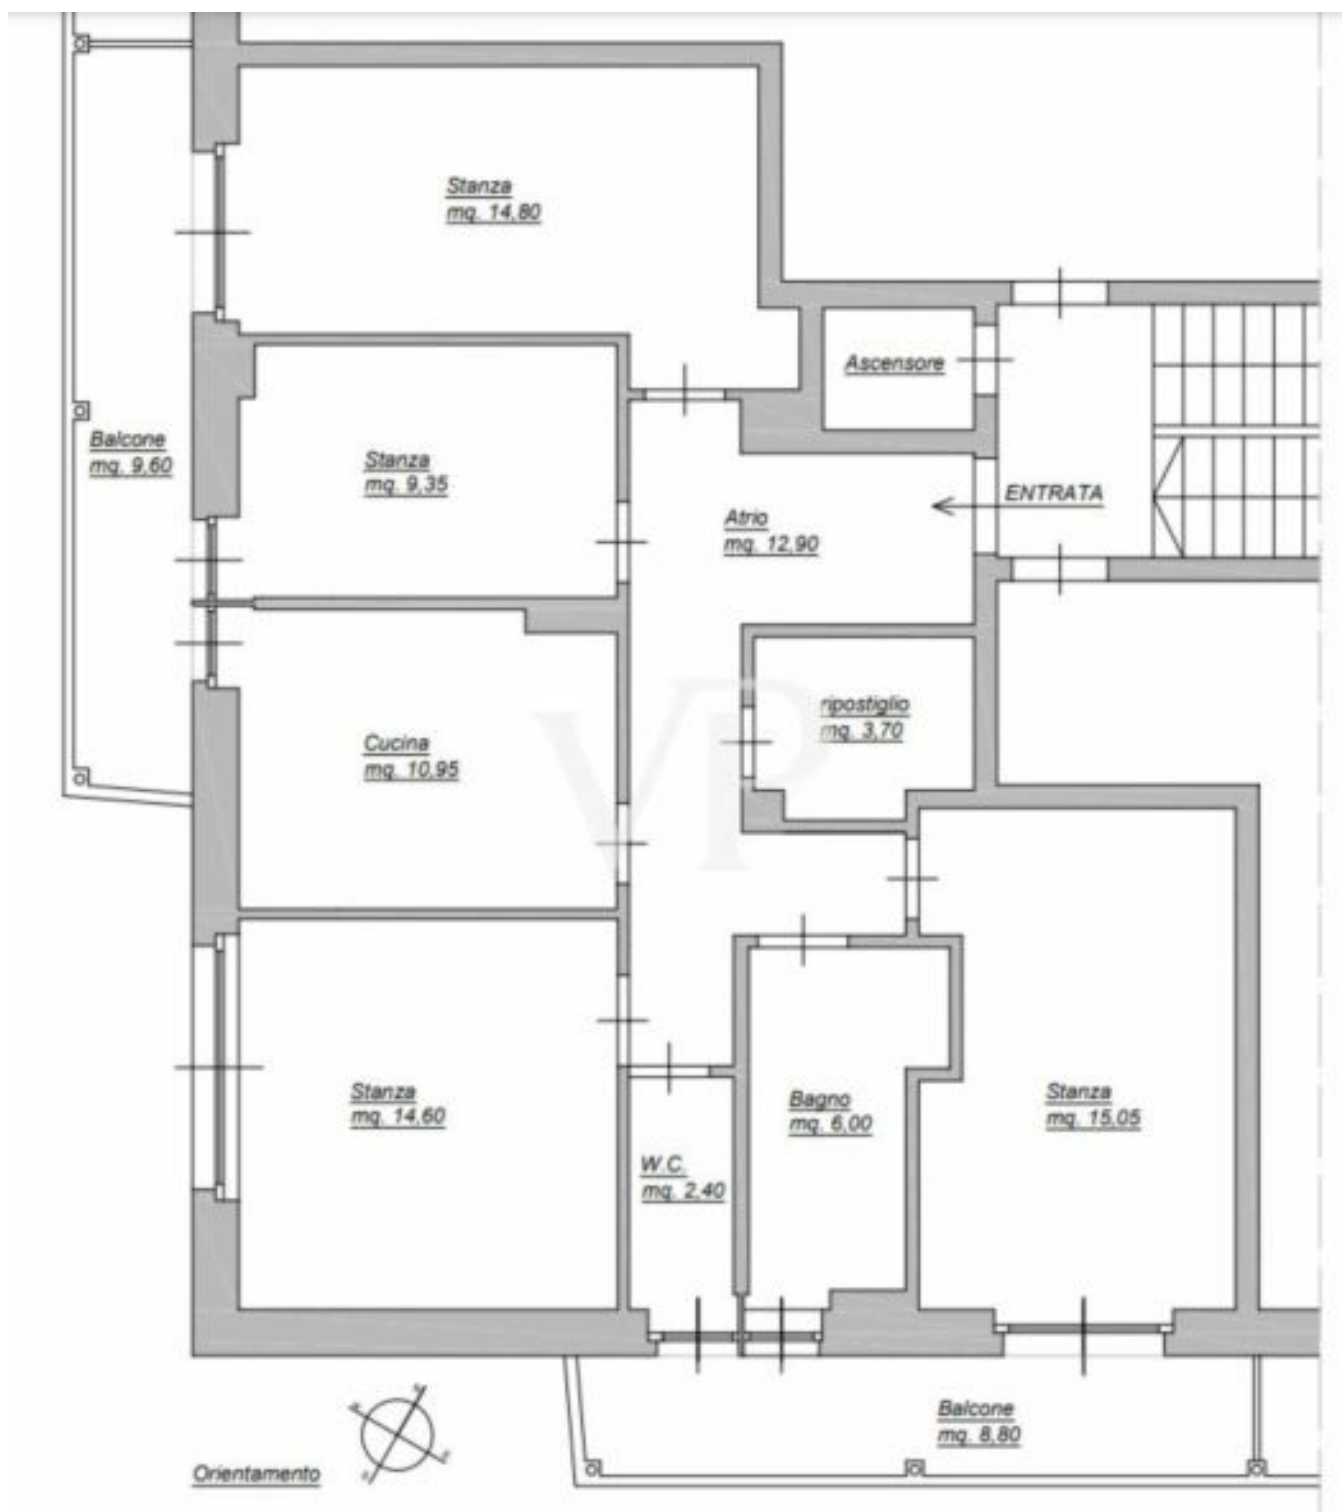 Stanza
mq. 14,80
Ascensore
Balcone
mq. 9,60
Stanza
mq. 9,35
ENTRATA
Atrio
mq. 12,90
ripostiglio
mq. 3,70
Cucina
mq. 10,95
VP
Stanza
mq. 14,60
Bagno
mq. 6,00
Stanza
mq. 15,05
W.C.
mq. 2,40
Balcone
mq. 8,80
Orientamento